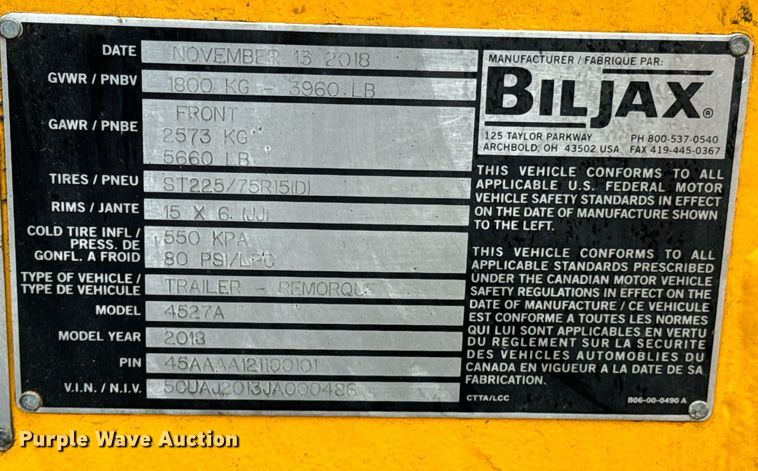 DATE NOVEMBER 13 2018
GVWR / PNBV 1800 KG - 3960 LB
GAWR / PNBE FRONT
2573 KG
5660 LB
TIRES / PNEU ST225/75R15(D)
RIMS / JANTE 15 X 6 (JJ)
COLD TIRE INFL / PRESS. DE GONFL. A FROID 550 KPA
80 PSI/LPC
TYPE OF VEHICLE / TYPE DE VEHICULE TRAILER - REMORQUE
MODEL 4527A
MODEL YEAR 2018
PIN
V.I.N. / N.I.V.
MANUFACTURER / FABRIQUE PAR:
BILJAX®
125 TAYLOR PARKWAY PH 800-537-0540
ARCHBOLD, OH 43502 USA FAX 419-445-0367
THIS VEHICLE CONFORMS TO ALL
APPLICABLE U.S. FEDERAL MOTOR
VEHICLE SAFETY STANDARDS IN EFFECT
ON THE DATE OF MANUFACTURE SHOWN
TO THE LEFT.
THIS VEHICLE CONFORMS TO ALL
APPLICABLE STANDARDS PRESCRIBED
UNDER THE CANADIAN MOTOR VEHICLE
SAFETY REGULATIONS IN EFFECT ON THE
DATE OF MANUFACTURE / CE VEHICULE
EST CONFORME A TOUTES LES NORMES
QUI LUI SONT APPLICABLES EN VERTU
DU REGLEMENT SUR LA SECURITE
DES VEHICULES AUTOMOBLIES DU
CANADA EN VIGUEUR A LA DATE DE SA
FABRICATION.
CTTA/LCC B06-00-0490 A
Purple Wave Auction